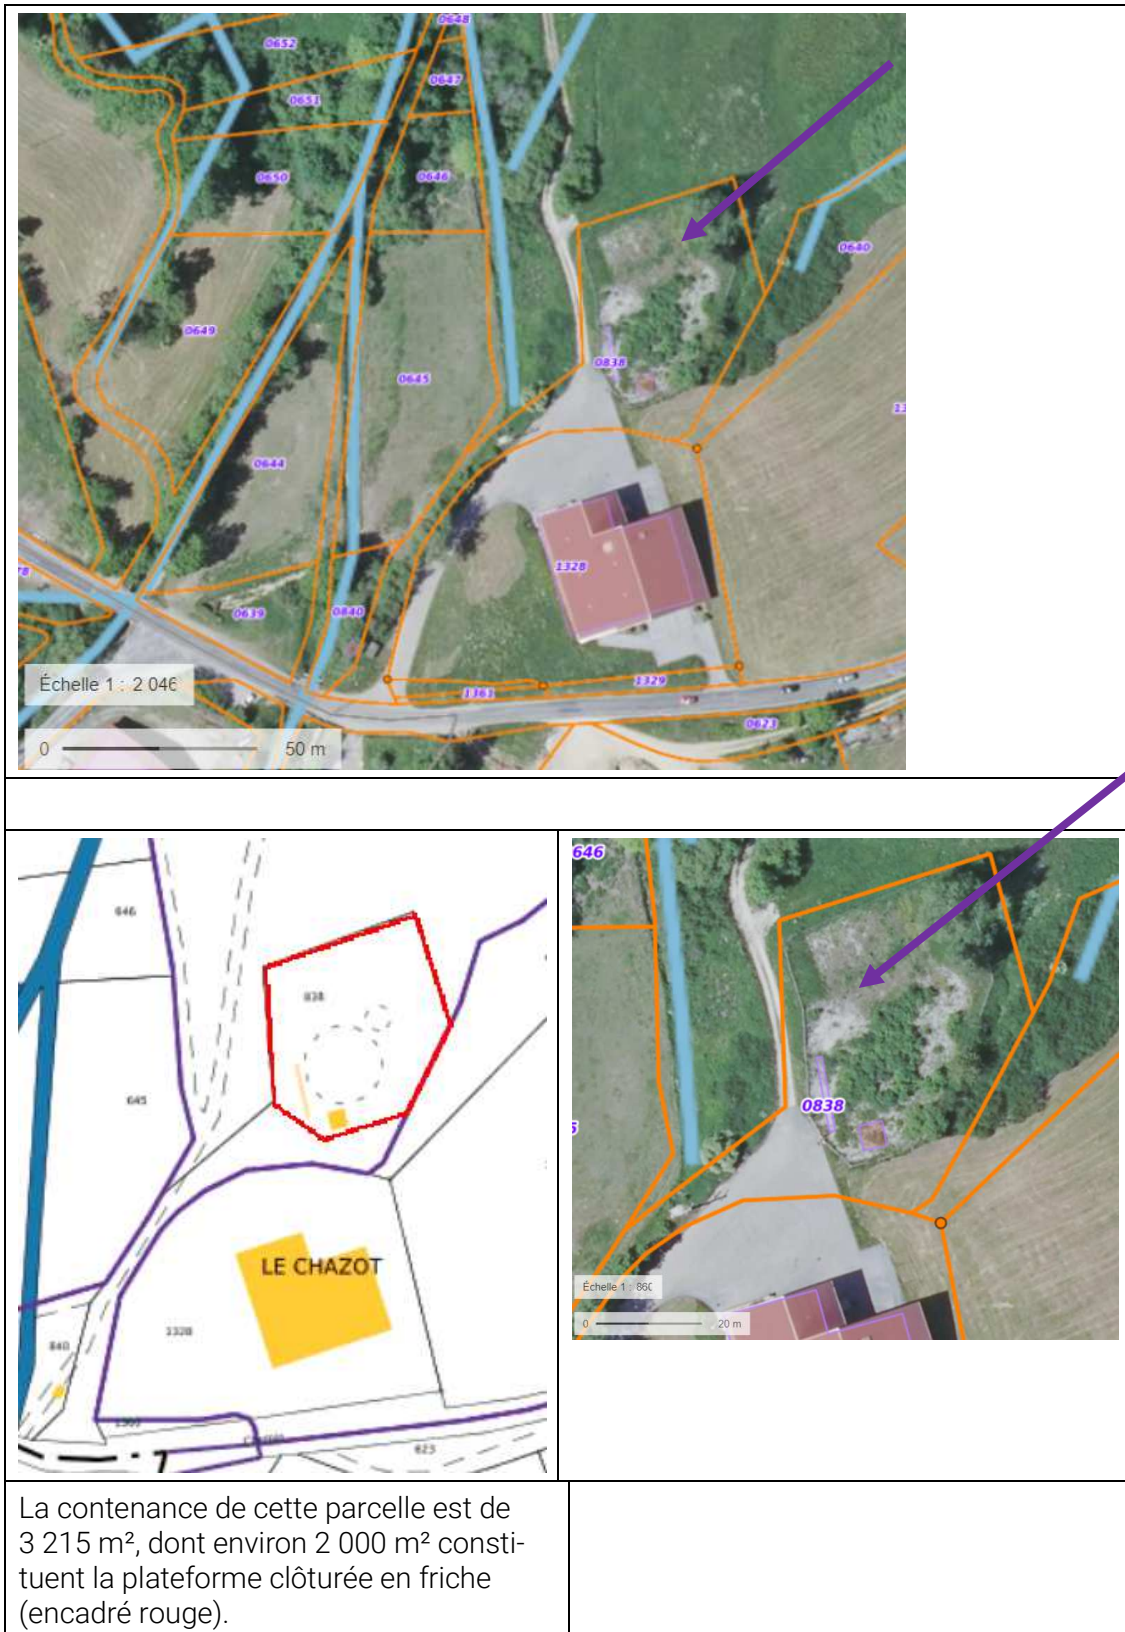 0648
0652
0647
0651
0650
0646
0640
0649
0838
0645
0644
1328
0639
0840
1329
1361
0623
Échelle 1 : 2 046
0 50 m
646
838
645
LE CHAZOT
1328
840
623
646
0838
Échelle 1 : 860
0 20 m
La contenance de cette parcelle est de
3 215 m², dont environ 2 000 m² consti-
tuent la plateforme clôturée en friche
(encadré rouge).